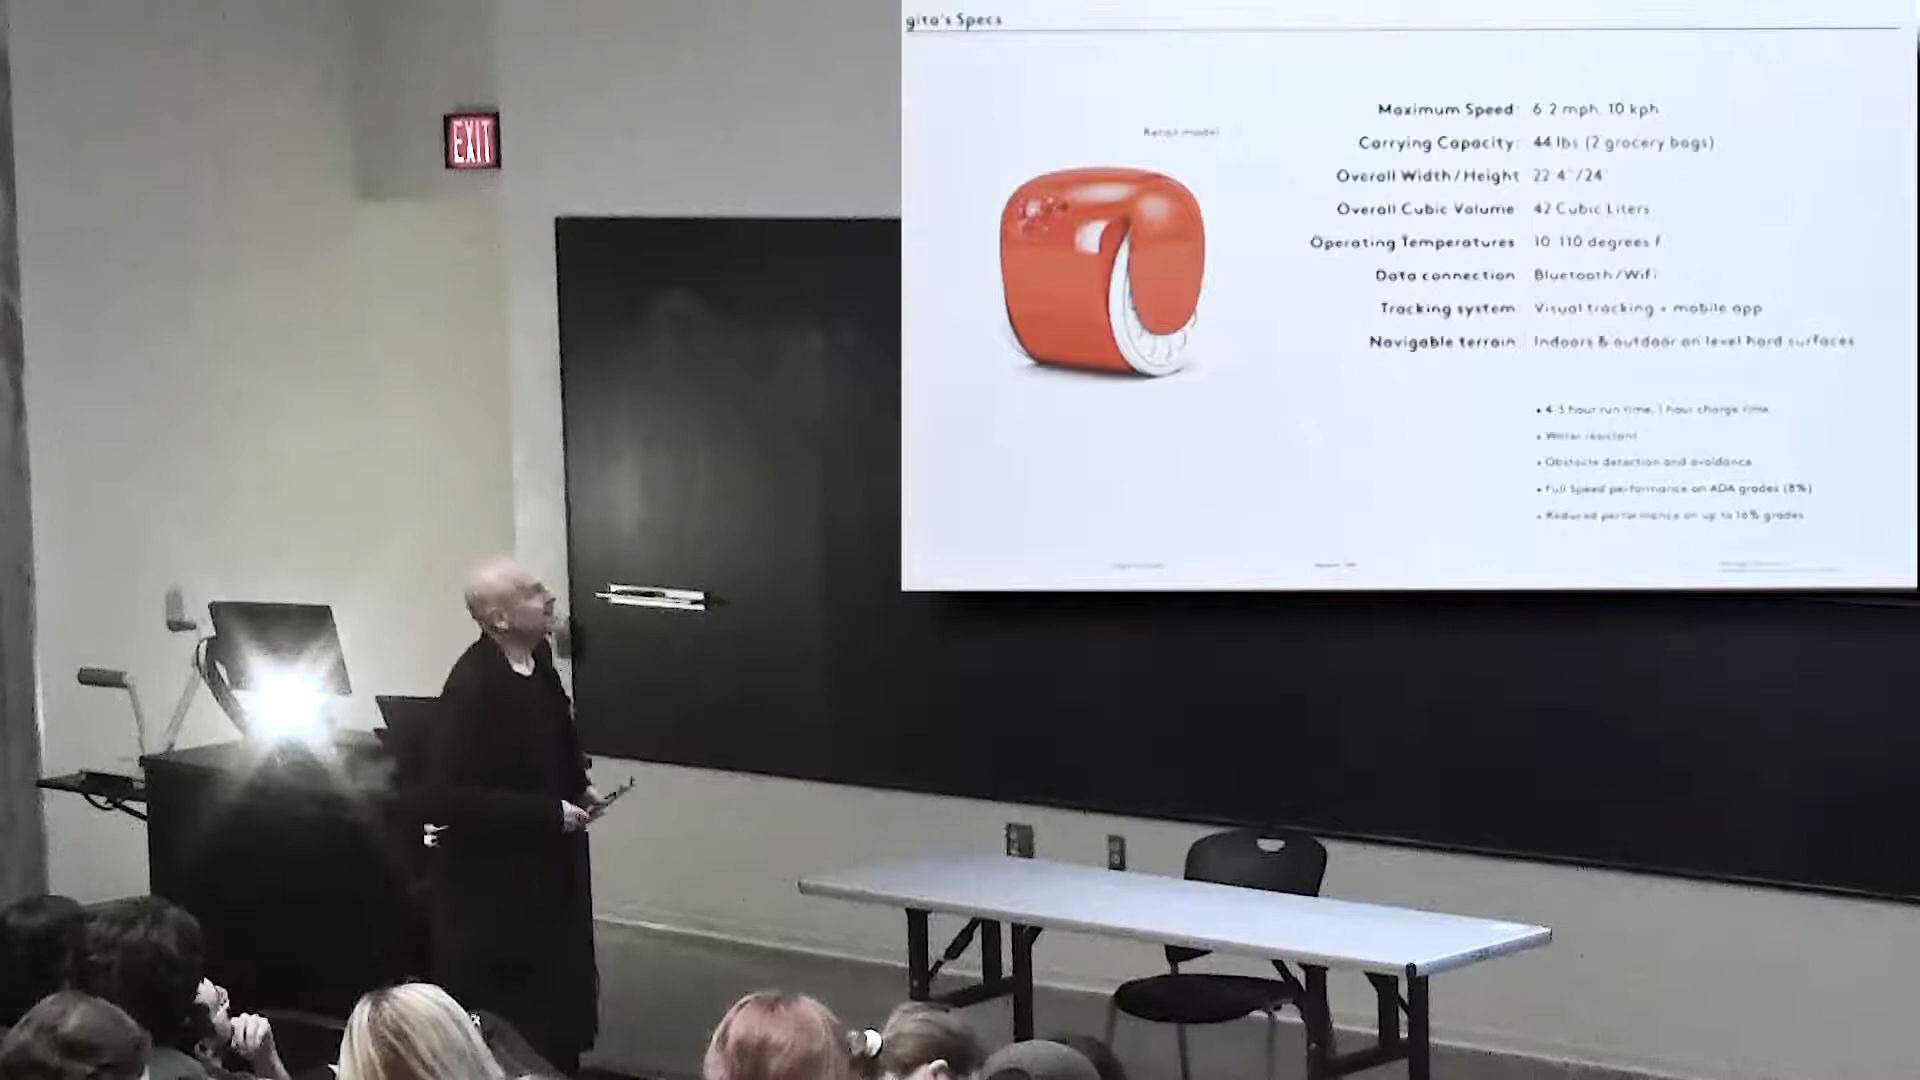 gita's Specs
EXIT
Retail model
Maximum Speed: 6.2 mph, 10 kph
Carrying Capacity: 44 lbs (2 grocery bags)
Overall Width/Height 22.4"/24"
Overall Cubic Volume: 42 Cubic Liters
Operating Temperatures 10-110 degrees f
Data connection Bluetooth/Wifi
Tracking system Visual tracking + mobile app
Navigable terrain Indoors & outdoor on level hard surfaces
• 4-5 hour run time, 1 hour charge time
• Water resistant
• Obstacle detection and avoidance
• Full Speed performance on ADA grades (8%)
• Reduced performance on up to 16% grades